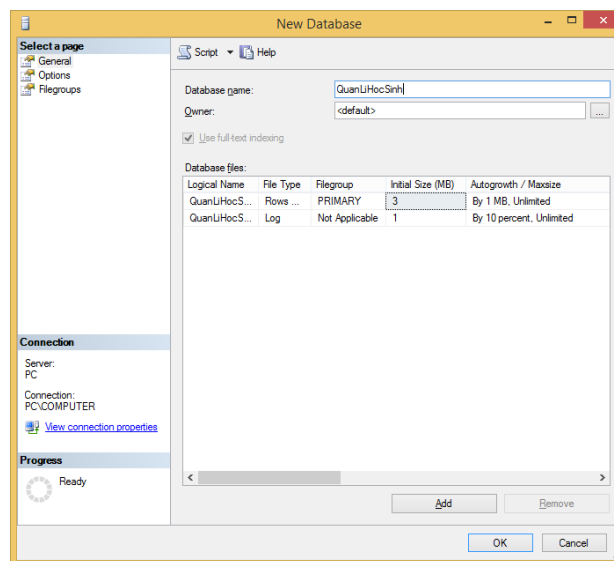 New Database
Select a page
General
Options
Filegroups
Script Help
Database name: QuanLiHocSinh
Owner: <default> ...
Use full-text indexing
Database files:
Logical Name File Type Filegroup Initial Size (MB) Autogrowth / Maxsize
QuanLiHocS... Rows ... PRIMARY 3 By 1 MB, Unlimited
QuanLiHocS... Log Not Applicable 1 By 10 percent, Unlimited
Connection
Server:
PC
Connection:
PC\COMPUTER
View connection properties
Progress
Ready
Add Remove
OK Cancel